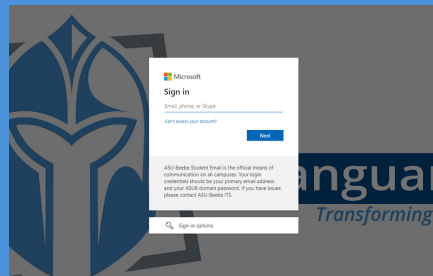 Microsoft
Sign in
Email, phone, or Skype
Can't access your account?
Next
ASU-Beebe Student Email is the official means of
communication on all campuses. Your login
credentials should be your primary email address
and your ASUB domain password. If you have issues
please contact ASU-Beebe ITS.
anguar
Transforming
Sign-in options